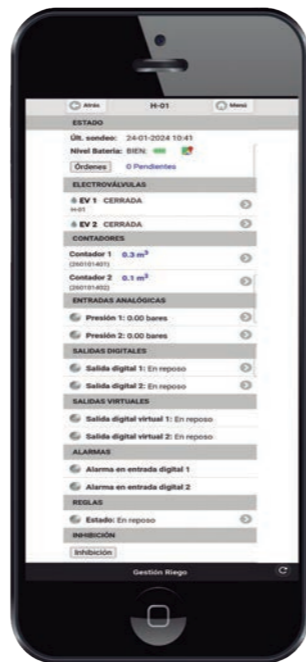 Atrás H-01 Menú
ESTADO
Últ. sondeo: 24-01-2024 10:41
Nivel Batería: BIEN:
Órdenes 0 Pendientes
ELECTROVÁLVULAS
EV 1 CERRADA
H-01
EV 2 CERRADA
CONTADORES
Contador 1 0.3 m³
(260101401)
Contador 2 0.1 m³
(260101402)
ENTRADAS ANALÓGICAS
Presión 1: 0.00 bares
Presión 2: 0.00 bares
SALIDAS DIGITALES
Salida digital 1: En reposo
Salida digital 2: En reposo
SALIDAS VIRTUALES
Salida digital virtual 1: En reposo
Salida digital virtual 2: En reposo
ALARMAS
Alarma en entrada digital 1
Alarma en entrada digital 2
REGLAS
Estado: En reposo
INHIBICIÓN
Inhibición
Gestión Riego